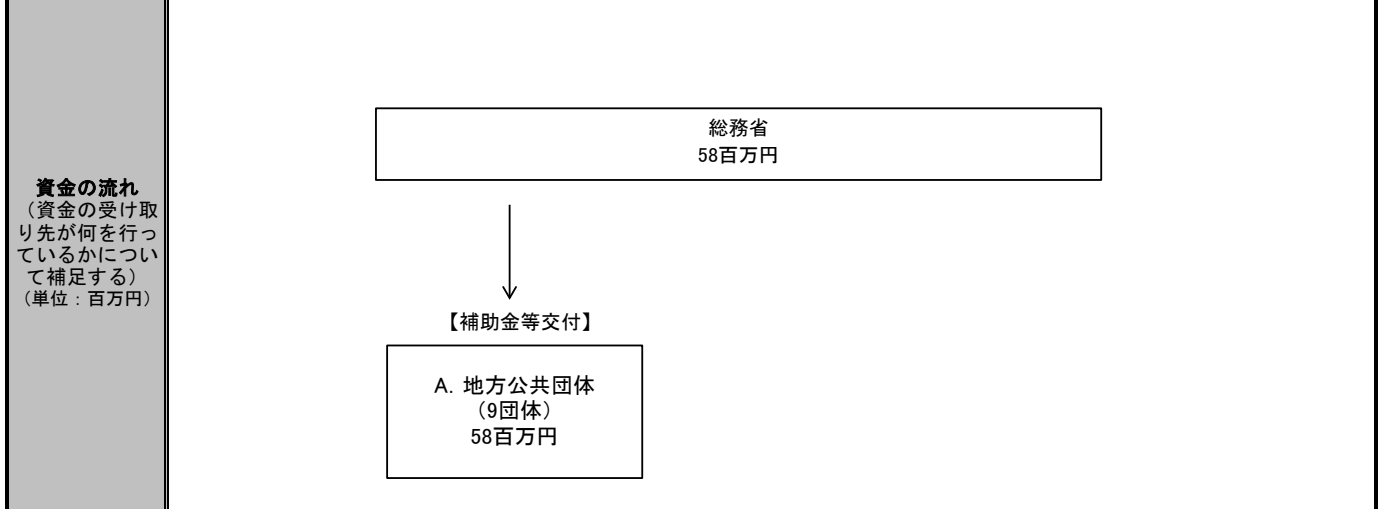 資金の流れ
（資金の受け取
り先が何を行っ
ているかについ
て補足する）
（単位：百万円）
総務省
58百万円
【補助金等交付】
A. 地方公共団体
（9団体）
58百万円